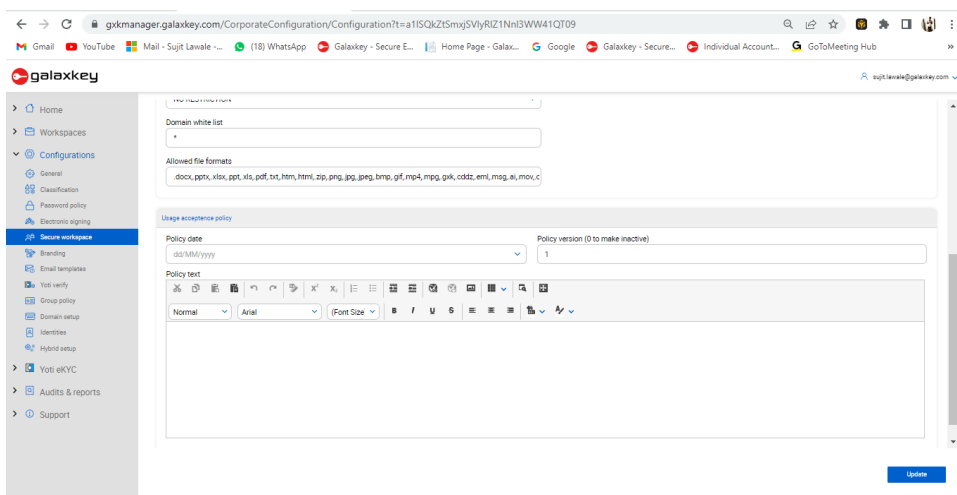 gxkmanager.galaxkey.com/CorporateConfiguration/Configuration?t=a1ISQkZtSmxjSVlyRlZ1NnI3WW41QT09
Gmail YouTube Mail - Sujit Lawale -... (18) WhatsApp Galaxkey - Secure E... Home Page - Galax... Google Galaxkey - Secure... Individual Account... GoToMeeting Hub »
galaxkey sujit.lawale@galaxkey.com
Home
Workspaces
Configurations
General
Classification
Password policy
Electronic signing
Secure workspace
Branding
Email templates
Yoti verify
Group policy
Domain setup
Identities
Hybrid setup
Yoti eKYC
Audits & reports
Support
NO RESTRICTION
Domain white list
*
Allowed file formats
.docx,.pptx,.xlsx,.ppt,.xls,.pdf,.txt,.htm,.html,.zip,.png,.jpg,.jpeg,.bmp,.gif,.mp4,.mpg,.gxk,.cddz,.eml,.msg,.ai,.mov,.c
Usage acceptance policy
Policy date Policy version (0 to make inactive)
dd/MM/yyyy 1
Policy text
Normal Arial (Font Size B I U S
Update